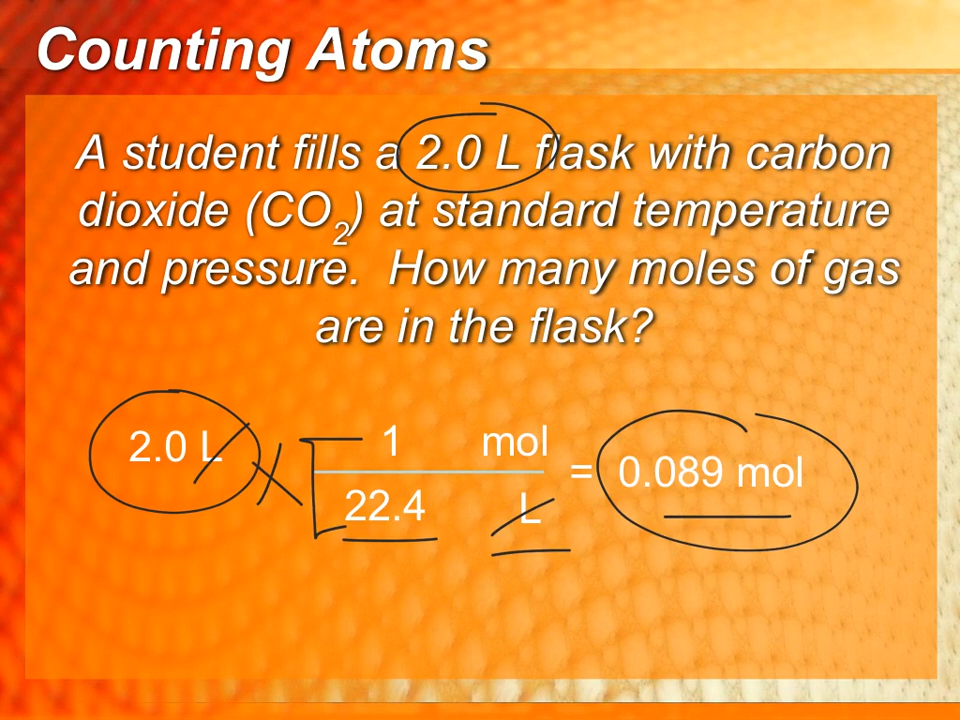 Counting Atoms
A student fills a 2.0 L flask with carbon
dioxide (CO₂) at standard temperature
and pressure. How many moles of gas
are in the flask?
2.0 L × 1 mol
22.4 L
= 0.089 mol